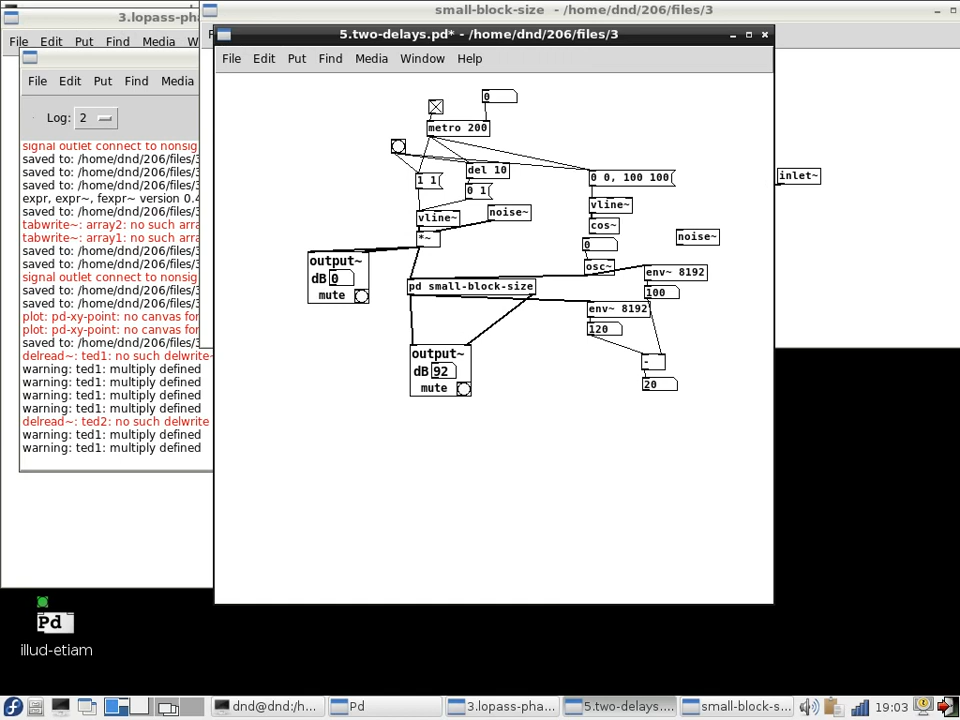 small-block-size - /home/dnd/206/files/3
3.lopass-pha
File Edit Put Find Media W
5.two-delays.pd* - /home/dnd/206/files/3
File Edit Put Find Media Window Help
File Edit Put Find Media
Log: 2
signal outlet connect to nonsig
saved to: /home/dnd/206/files/3
saved to: /home/dnd/206/files/3
saved to: /home/dnd/206/files/3
expr, expr~, fexpr~ version 0.4
saved to: /home/dnd/206/files/3
tabwrite~: array2: no such arra
tabwrite~: array1: no such arra
saved to: /home/dnd/206/files/3
saved to: /home/dnd/206/files/3
signal outlet connect to nonsig
saved to: /home/dnd/206/files/3
saved to: /home/dnd/206/files/3
plot: pd-xy-point: no canvas for
plot: pd-xy-point: no canvas for
saved to: /home/dnd/206/files/3
delread~: ted1: no such delwrite~
warning: ted1: multiply defined
warning: ted1: multiply defined
warning: ted1: multiply defined
warning: ted1: multiply defined
delread~: ted2: no such delwrite
warning: ted1: multiply defined
warning: ted1: multiply defined
0
metro 200
del 10
1 1
0 1
0 0, 100 100
inlet~
vline~
noise~
vline~
cos~
*~
0
noise~
output~
dB 0
mute
osc~
env~ 8192
pd small-block-size
100
env~ 8192
120
output~
dB 92
mute
-
20
Pd
illud-etiam
dnd@dnd:/h...
Pd
3.lopass-ph...
5.two-delays....
small-block-s...
19:03